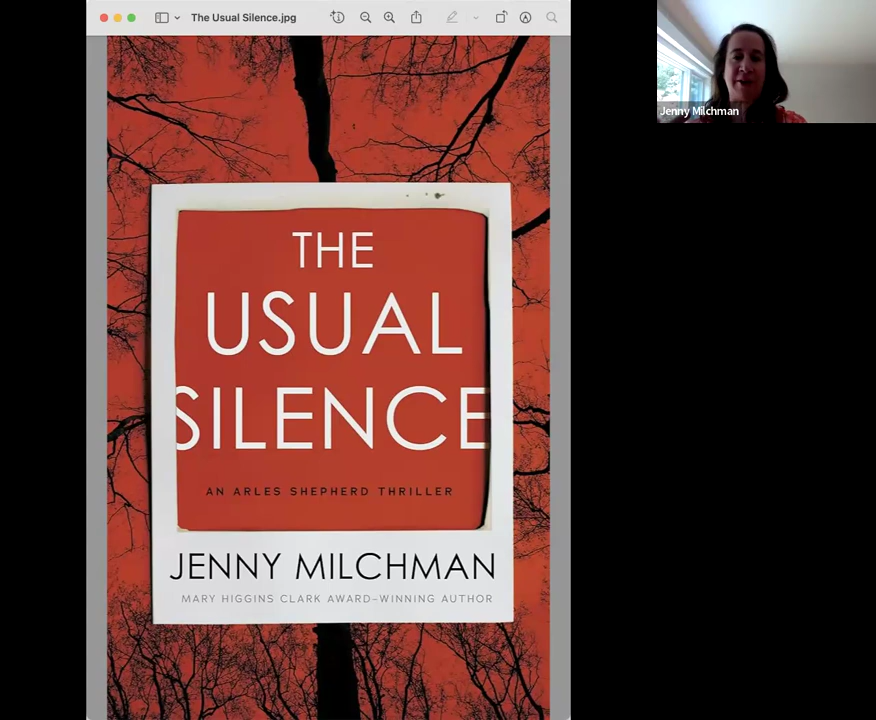 The Usual Silence.jpg
Jenny Milchman
THE
USUAL
SILENCE
AN ARLES SHEPHERD THRILLER
JENNY MILCHMAN
MARY HIGGINS CLARK AWARD–WINNING AUTHOR